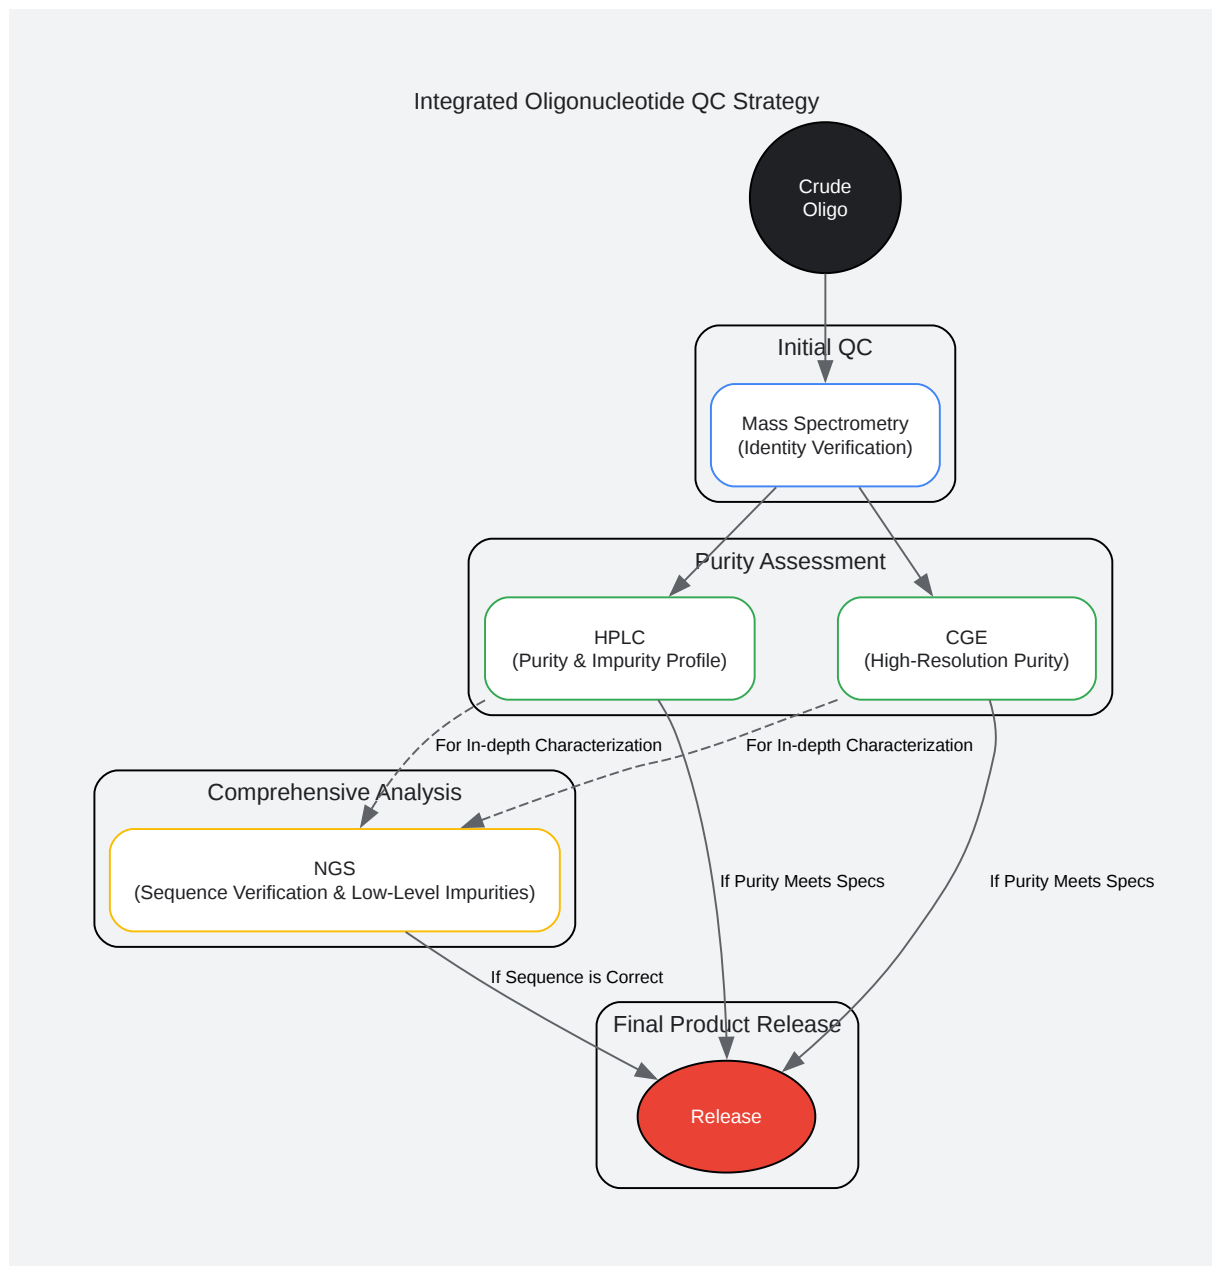 Integrated Oligonucleotide QC Strategy
Crude
Oligo
Initial QC
Mass Spectrometry
(Identity Verification)
Purity Assessment
HPLC
(Purity & Impurity Profile)
CGE
(High-Resolution Purity)
For In-depth Characterization
For In-depth Characterization
Comprehensive Analysis
NGS
(Sequence Verification & Low-Level Impurities)
If Purity Meets Specs
If Purity Meets Specs
If Sequence is Correct
Final Product Release
Release